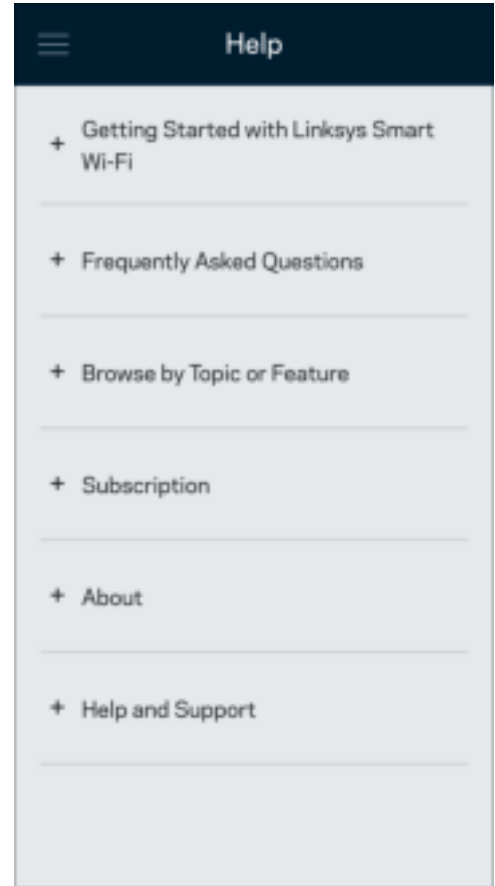 Help
+ Getting Started with Linksys Smart
Wi-Fi
+ Frequently Asked Questions
+ Browse by Topic or Feature
+ Subscription
+ About
+ Help and Support